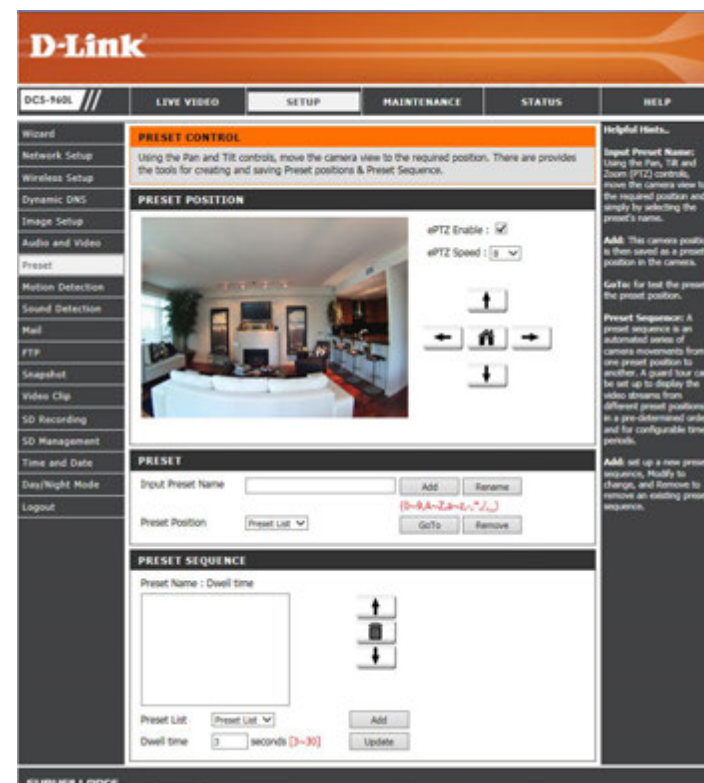 D-Link
DCS-960L
LIVE VIDEO
SETUP
MAINTENANCE
STATUS
HELP
Wizard
Network Setup
Wireless Setup
Dynamic DNS
Image Setup
Audio and Video
Preset
Motion Detection
Sound Detection
Mail
FTP
Snapshot
Video Clip
SD Recording
SD Management
Time and Date
Day/Night Mode
Logout
PRESET CONTROL
Using the Pan and Tilt controls, move the camera view to the required position. There are provides
the tools for creating and saving Preset positions & Preset Sequence.
PRESET POSITION
ePTZ Enable :
ePTZ Speed : 8
PRESET
Input Preset Name
Add
Rename
Preset Position
Preset List
GoTo
Remove
PRESET SEQUENCE
Preset Name : Dwell time
Preset List
Preset List
Add
Dwell time
3
seconds [3~30]
Update
Helpful Hints..
Input Preset Name:
Using the Pan, Tilt and
Zoom (PTZ) controls,
move the camera view to
the required position and
simply by selecting the
preset's name.
Add: This camera positio
is then saved as a preset
position in the camera.
GoTo: for test the preset
the preset position.
Preset Sequence: A
preset sequence is an
automated series of
camera movements from
one preset position to
another. A guard tour can
be set up to display the
video streams from
different preset positions
in a pre-determined orde
and for configurable time
periods.
Add: set up a new preset
sequence, Modify to
change, and Remove to
remove an existing prese
sequence.